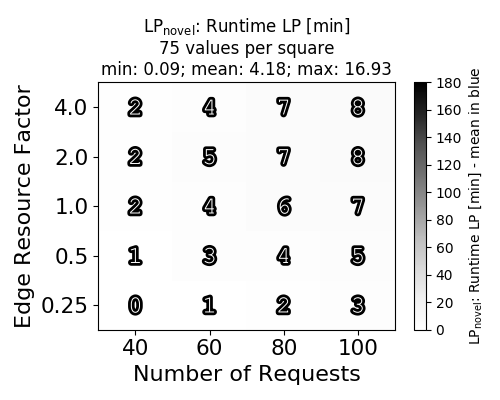 LPnovel: Runtime LP [min]
75 values per square
min: 0.09; mean: 4.18; max: 16.93
Edge Resource Factor
4.0 2 4 7 8
2.0 2 5 7 8
1.0 2 4 6 7
0.5 1 3 4 5
0.25 0 1 2 3
40 60 80 100
Number of Requests
180
160
140
120
100
80
60
40
20
0
LPnovel: Runtime LP [min] - mean in blue